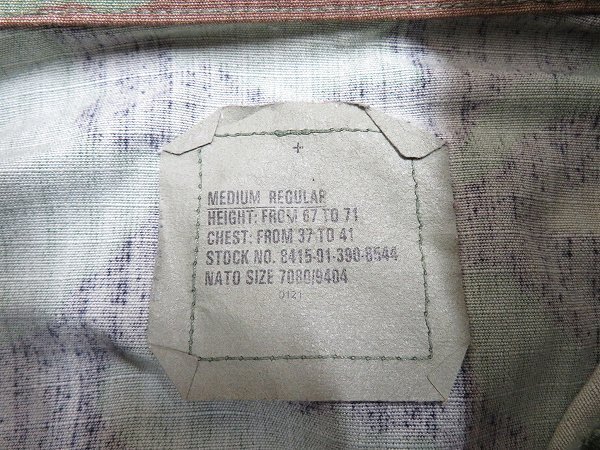 MEDIUM REGULAR
HEIGHT: FROM 67 TO 71
CHEST: FROM 37 TO 41
STOCK NO. 8415-01-390-8544
NATO SIZE 7080/9404
0121